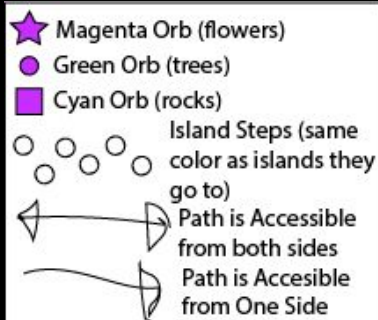 Magenta Orb (flowers)
Green Orb (trees)
Cyan Orb (rocks)
Island Steps (same
color as islands they
go to)
Path is Accessible
from both sides
Path is Accesible
from One Side